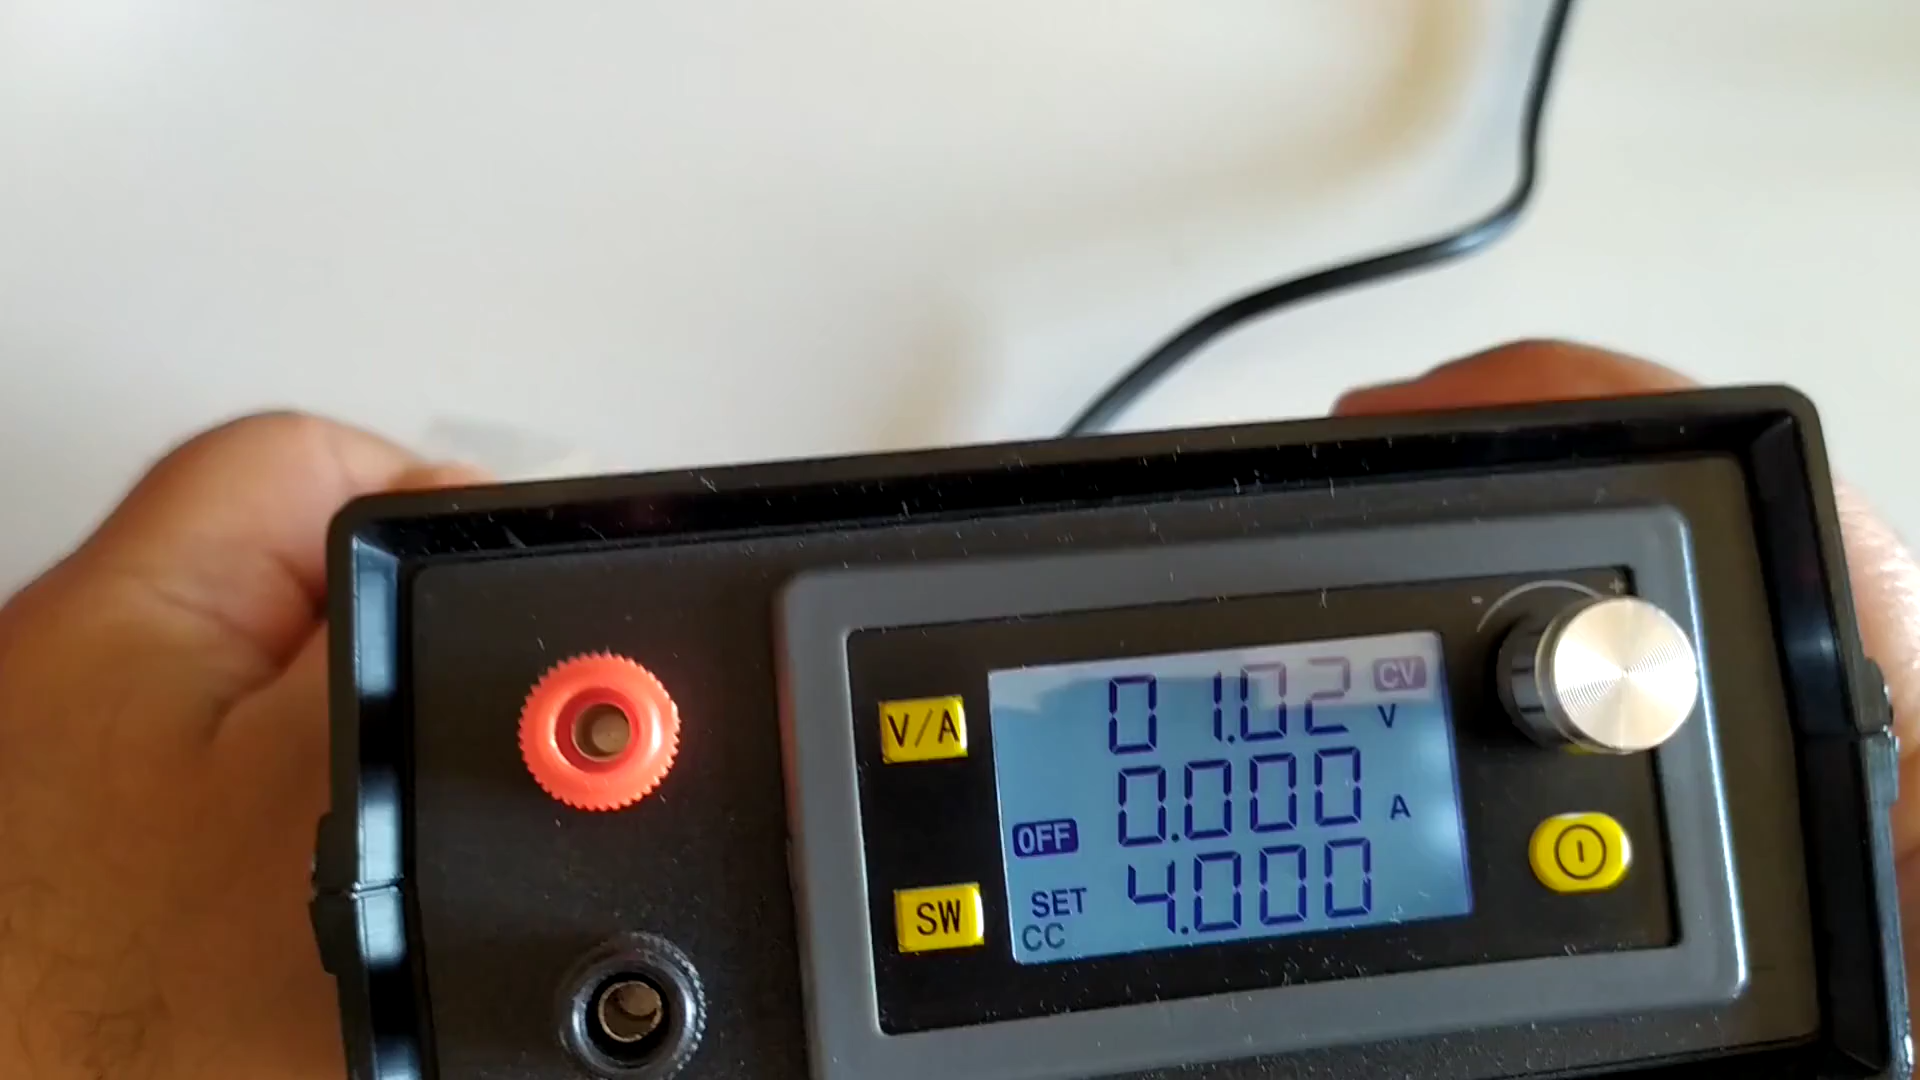 - +
V/A
01.02 CV
V
0.000 A
OFF
SW
SET 4.000
CC